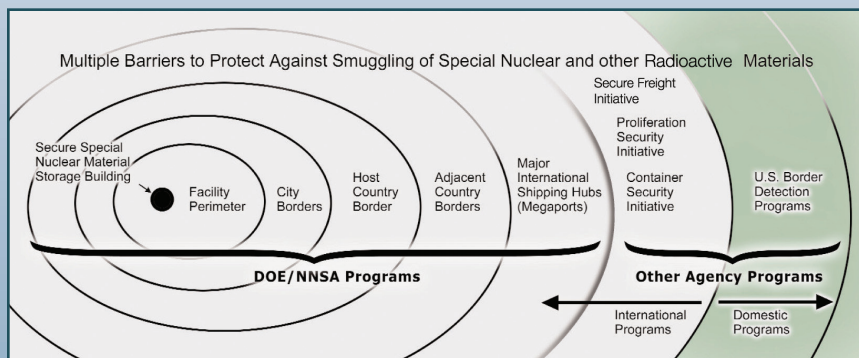 Multiple Barriers to Protect Against Smuggling of Special Nuclear and other Radioactive Materials
Secure Freight
Initiative
Proliferation
Security
Initiative
Secure Special
Nuclear Material
Storage Building
Facility
Perimeter
City
Borders
Host
Country
Border
Adjacent
Country
Borders
Major
International
Shipping Hubs
(Megaports)
Container
Security
Initiative
U.S. Border
Detection
Programs
DOE/NNSA Programs
Other Agency Programs
International
Programs
Domestic
Programs